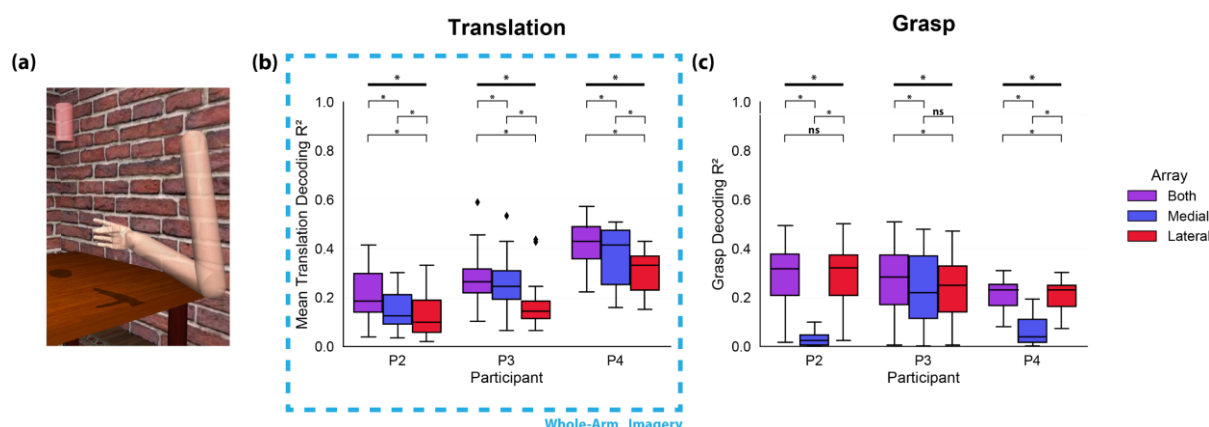 Translation
Grasp
(a)
(b)
* * *
* * *
* * *
* * *
Mean Translation Decoding R²
1.0
0.8
0.6
0.4
0.2
0.0
P2 P3 P4
Participant
Whole-Arm Imagery
(c)
* * *
* * *
* ns *
ns * *
Grasp Decoding R²
1.0
0.8
0.6
0.4
0.2
0.0
P2 P3 P4
Participant
Array
Both
Medial
Lateral